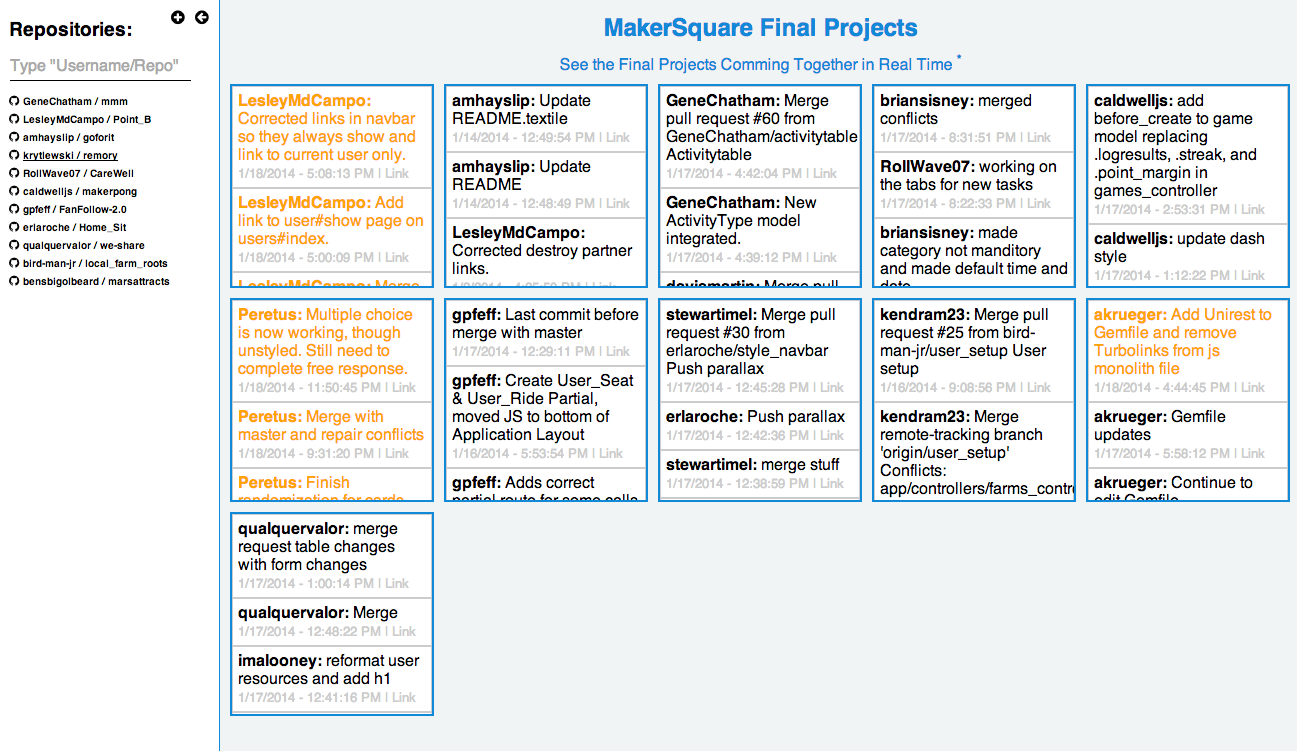 Repositories:
Type "Username/Repo"
GeneChatham / mmm
LesleyMdCampo / Point_B
amhayslip / goforit
krytlewski / remory
RollWave07 / CareWell
caldwelljs / makerpong
gpfeff / FanFollow-2.0
erlaroche / Home_Sit
qualquervalor / we-share
bird-man-jr / local_farm_roots
bensbigolbeard / marsattracts
MakerSquare Final Projects
See the Final Projects Comming Together in Real Time *
LesleyMdCampo:
Corrected links in navbar
so they always show and
link to current user only.
1/18/2014 - 5:08:13 PM | Link
LesleyMdCampo: Add
link to user#show page on
users#index.
1/18/2014 - 5:00:09 PM | Link
LesleyMdCampo: Merge
amhayslip: Update
README.textile
1/14/2014 - 12:49:54 PM | Link
amhayslip: Update
README
1/14/2014 - 12:48:49 PM | Link
LesleyMdCampo:
Corrected destroy partner
links.
GeneChatham: Merge
pull request #60 from
GeneChatham/activitytable
Activitytable
1/17/2014 - 4:42:04 PM | Link
GeneChatham: New
ActivityType model
integrated.
1/17/2014 - 4:39:12 PM | Link
davismartin: Merge pull
briansisney: merged
conflicts
1/17/2014 - 8:31:51 PM | Link
RollWave07: working on
the tabs for new tasks
1/17/2014 - 8:22:33 PM | Link
briansisney: made
category not manditory
and made default time and
date
caldwelljs: add
before_create to game
model replacing
.logresults, .streak, and
.point_margin in
games_controller
1/17/2014 - 2:53:31 PM | Link
caldwelljs: update dash
style
1/17/2014 - 1:12:22 PM | Link
Peretus: Multiple choice
is now working, though
unstyled. Still need to
complete free response.
1/18/2014 - 11:50:45 PM | Link
Peretus: Merge with
master and repair conflicts
1/18/2014 - 9:31:20 PM | Link
Peretus: Finish
randomization for cards
gpfeff: Last commit before
merge with master
1/17/2014 - 12:29:11 PM | Link
gpfeff: Create User_Seat
& User_Ride Partial,
moved JS to bottom of
Application Layout
1/16/2014 - 5:53:54 PM | Link
gpfeff: Adds correct
partial route for some calls
stewartimel: Merge pull
request #30 from
erlaroche/style_navbar
Push parallax
1/17/2014 - 12:45:28 PM | Link
erlaroche: Push parallax
1/17/2014 - 12:42:36 PM | Link
stewartimel: merge stuff
1/17/2014 - 12:38:59 PM | Link
kendram23: Merge pull
request #25 from bird-
man-jr/user_setup User
setup
1/16/2014 - 9:08:56 PM | Link
kendram23: Merge
remote-tracking branch
'origin/user_setup'
Conflicts:
app/controllers/farms_contro
akrueger: Add Unirest to
Gemfile and remove
Turbolinks from js
monolith file
1/18/2014 - 4:44:45 PM | Link
akrueger: Gemfile
updates
1/17/2014 - 5:58:12 PM | Link
akrueger: Continue to
edit Gemfile
qualquervalor: merge
request table changes
with form changes
1/17/2014 - 1:00:14 PM | Link
qualquervalor: Merge
1/17/2014 - 12:48:22 PM | Link
imalooney: reformat user
resources and add h1
1/17/2014 - 12:41:16 PM | Link